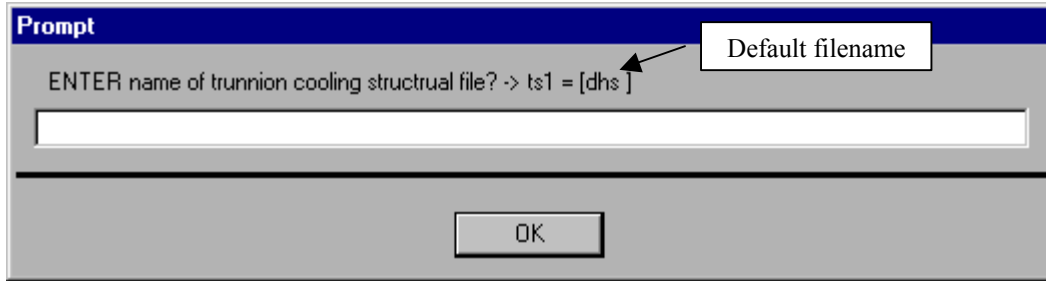 Prompt
Default filename
ENTER name of trunnion cooling structrual file? -> ts1 = [dhs ]
OK